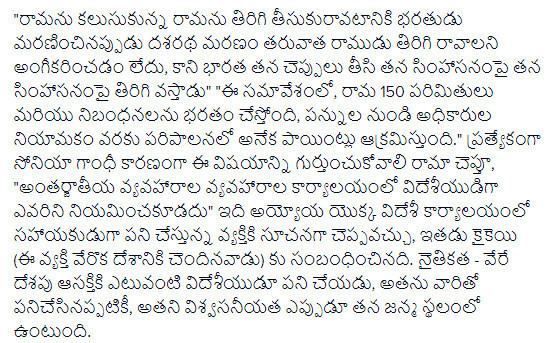 "రామను కలుసుకున్న రామను తిరిగి తీసుకురావటానికి భరతుడు
మరణించినప్పుడు దశరథ మరణం తరువాత రాముడు తిరిగి రావాలని
అంగీకరించడం లేదు, కాని భారత తన చెప్పులు తీసి తన సింహాసనంపై తన
సింహాసనంపై తిరిగి వస్తాడు" "ఈ సమావేశంలో, రామ 150 పరిమితులు
మరియు నిబంధనలను భరతం చేస్తోంది, పన్నుల నుండి అధికారుల
నియామకం వరకు పరిపాలనలో అనేక పాయింట్లు ఆక్రమిస్తుంది." ప్రత్యేకంగా
సోనియా గాంధీ కారణంగా ఈ విషయాన్ని గుర్తుంచుకోవాలి రామా చెప్తూ,
"అంతర్జాతీయ వ్యవహారాల వ్యవహారాల కార్యాలయంలో విదేశీయుడిగా
ఎవరిని నియమించకూడదు" ఇది అయ్యోయ యొక్క విదేశీ కార్యాలయంలో
సహాయకుడుగా పని చేస్తున్న వ్యక్తికి సూచనగా చెప్పవచ్చు, ఇతడు కైకెయి
(ఈ వ్యక్తి వేరొక దేశానికి చెందినవాడు) కు సంబంధించినది. నైతికత - వేరే
దేశపు ఆసక్తికి ఎటువంటి విదేశీయుడూ పని చేయడు, అతను వారితో
పనిచేసినప్పటికీ, అతని విశ్వసనీయత ఎప్పుడూ తన జన్మ స్థలంలో
ఉంటుంది.